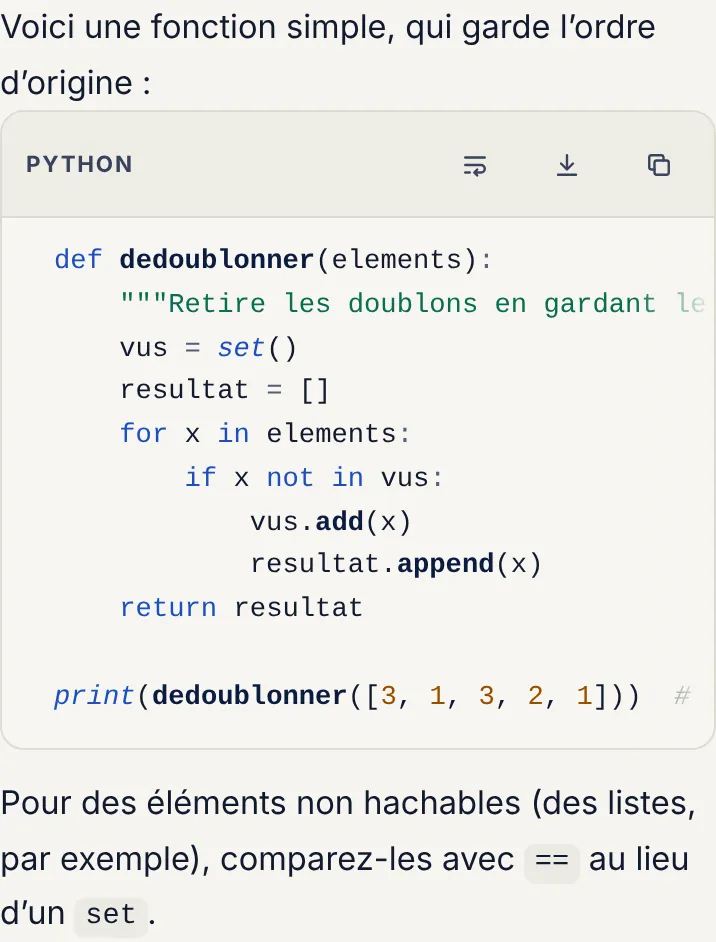 Voici une fonction simple, qui garde l’ordre
d’origine :
PYTHON
def dedoublonner(elements):
    """Retire les doublons en gardant le
    vus = set()
    resultat = []
    for x in elements:
        if x not in vus:
            vus.add(x)
            resultat.append(x)
    return resultat

print(dedoublonner([3, 1, 3, 2, 1]))  #
Pour des éléments non hachables (des listes,
par exemple), comparez-les avec == au lieu
d’un set.